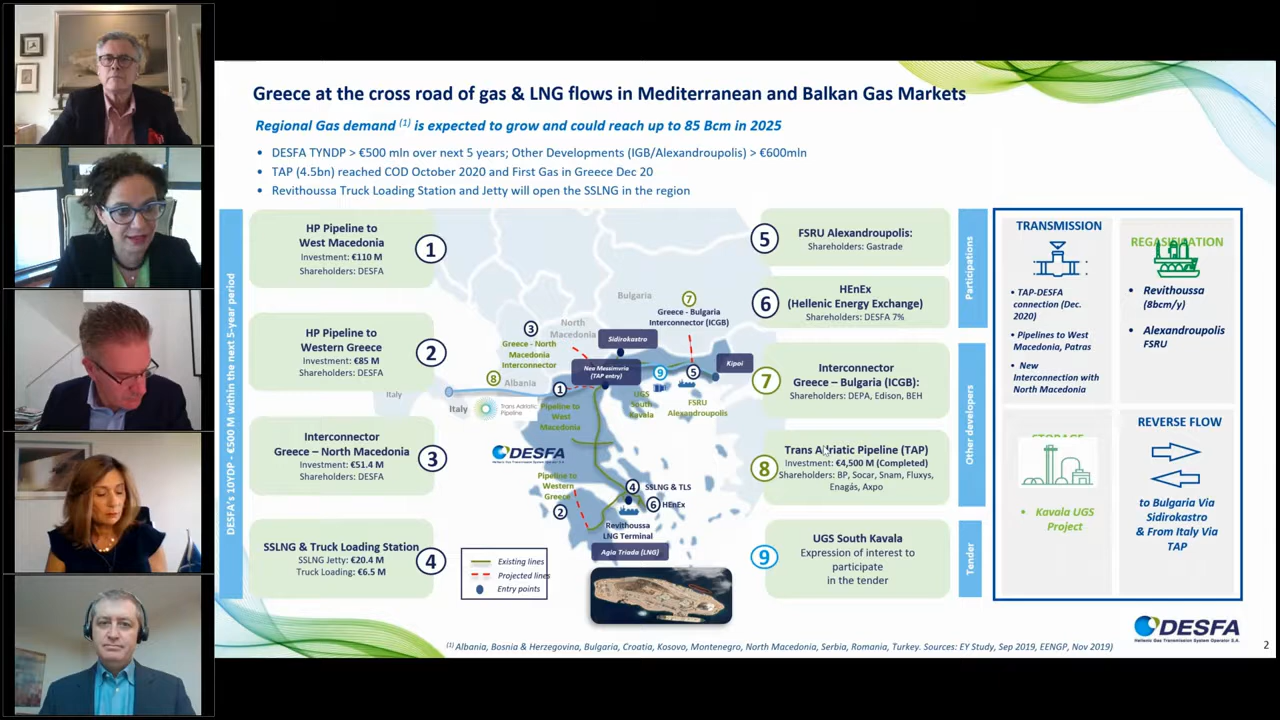 Greece at the cross road of gas & LNG flows in Mediterranean and Balkan Gas Markets
Regional Gas demand (1) is expected to grow and could reach up to 85 Bcm in 2025
• DESFA TYNDP > €500 mln over next 5 years; Other Developments (IGB/Alexandroupolis) > €600mln
• TAP (4.5bn) reached COD October 2020 and First Gas in Greece Dec 20
• Revithoussa Truck Loading Station and Jetty will open the SSLNG in the region
DESFA's 10YDP - €500 M within the next 5-year period
HP Pipeline to
West Macedonia
Investment: €110 M
Shareholders: DESFA
1
HP Pipeline to
Western Greece
Investment: €85 M
Shareholders: DESFA
2
Interconnector
Greece – North Macedonia
Investment: €51.4 M
Shareholders: DESFA
3
SSLNG & Truck Loading Station
SSLNG Jetty: €20.4 M
Truck Loading: €6.5 M
4
Bulgaria
7
Greece - Bulgaria
Interconnector (ICGB)
North
Macedonia
3
Greece - North
Macedonia
Interconnector
Sidirokastro
Kipoi
Nea Messimvria
(TAP entry)
9
5
8
Albania
Italy
Italy
Trans Adriatic
Pipeline
1
Pipeline to
West
Macedonia
UGS
South
Kavala
FSRU
Alexandroupolis
DESFA
Pipeline to
Western
Greece
2
4
SSLNG & TLS
6
HEnEx
Revithoussa
LNG Terminal
Agia Triada (LNG)
Existing lines
Projected lines
Entry points
5
FSRU Alexandroupolis:
Shareholders: Gastrade
6
HEnEx
(Hellenic Energy Exchange)
Shareholders: DESFA 7%
7
Interconnector
Greece – Bulgaria (ICGB):
Shareholders: DEPA, Edison, BEH
8
Trans Adriatic Pipeline (TAP)
Investment: €4,500 M (Completed)
Shareholders: BP, Socar, Snam, Fluxys,
Enagás, Axpo
9
UGS South Kavala
Expression of interest to
participate
in the tender
Participations
Other developers
Tender
TRANSMISSION
• TAP-DESFA
connection (Dec.
2020)
• Pipelines to West
Macedonia, Patras
• New
Interconnection with
North Macedonia
REGASIFICATION
• Revithoussa
(8bcm/y)
• Alexandroupolis
FSRU
STORAGE
• Kavala UGS
Project
REVERSE FLOW
to Bulgaria Via
Sidirokastro
& From Italy Via
TAP
DESFA
Hellenic Gas Transmission System Operator S.A.
(1) Albania, Bosnia & Herzegovina, Bulgaria, Croatia, Kosovo, Montenegro, North Macedonia, Serbia, Romania, Turkey. Sources: EY Study, Sep 2019, EENGP, Nov 2019)
2